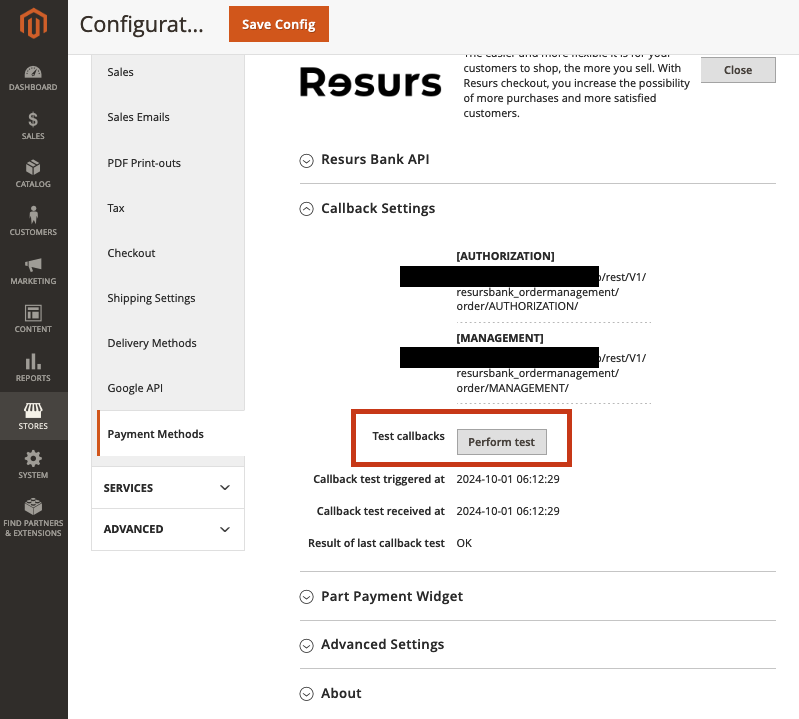 Configurat...
Save Config
DASHBOARD
SALES
CATALOG
CUSTOMERS
MARKETING
CONTENT
REPORTS
STORES
SYSTEM
FIND PARTNERS
& EXTENSIONS
Sales
Sales Emails
PDF Print-outs
Tax
Checkout
Shipping Settings
Delivery Methods
Google API
Payment Methods
SERVICES
ADVANCED
Resurs
The easier and more flexible it is for your
customers to shop, the more you sell. With
Resurs checkout, you increase the possibility
of more purchases and more satisfied
customers.
Close
Resurs Bank API
Callback Settings
[AUTHORIZATION]
/rest/V1/
resursbank_ordermanagement/
order/AUTHORIZATION/
[MANAGEMENT]
/rest/V1/
resursbank_ordermanagement/
order/MANAGEMENT/
Test callbacks Perform test
Callback test triggered at 2024-10-01 06:12:29
Callback test received at 2024-10-01 06:12:29
Result of last callback test OK
Part Payment Widget
Advanced Settings
About